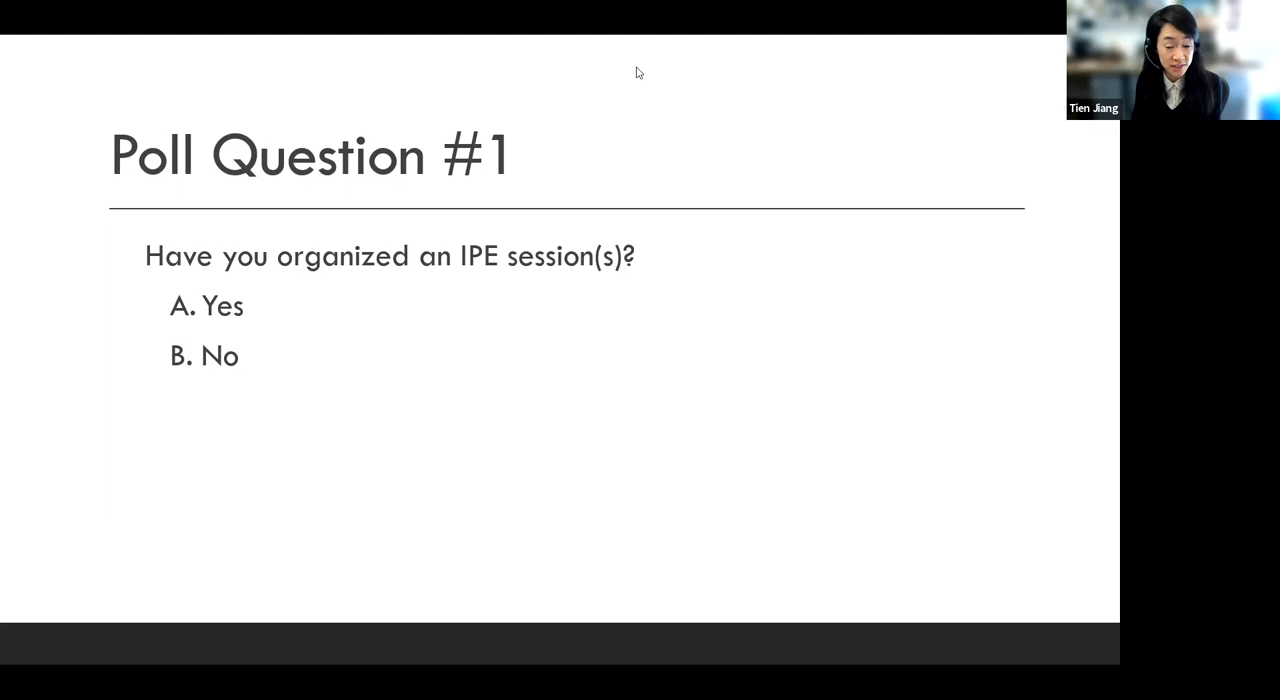 Poll Question #1
Have you organized an IPE session(s)?
A. Yes
B. No
Tien Jiang